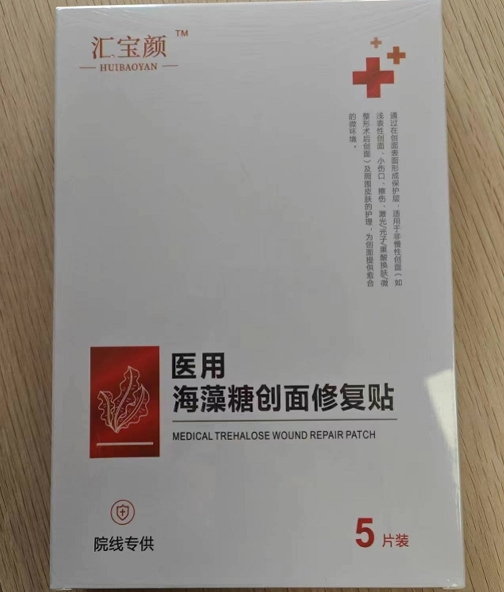 汇宝颜™
HUIBAOYAN
通过在创面表面形成保护层，适用于非慢性创面（如
浅表性创面、小伤口、擦伤、激光/光子/果酸换肤/微
整形术后创面）及周围皮肤的护理，为创面提供愈合
的微环境。
医用
海藻糖创面修复贴
MEDICAL TREHALOSE WOUND REPAIR PATCH
院线专供
5片装